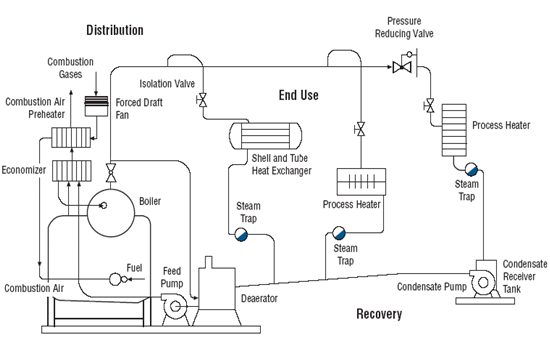 Distribution
Pressure
Reducing Valve
Combustion
Gases
Isolation Valve
End Use
Combustion Air
Preheater
Forced Draft
Fan
Process Heater
Economizer
Shell and Tube
Heat Exchanger
Boiler
Steam
Trap
Process Heater
Steam
Trap
Steam
Trap
Fuel
Feed
Pump
Combustion Air
Deaerator
Condensate Pump
Condensate
Receiver
Tank
Recovery